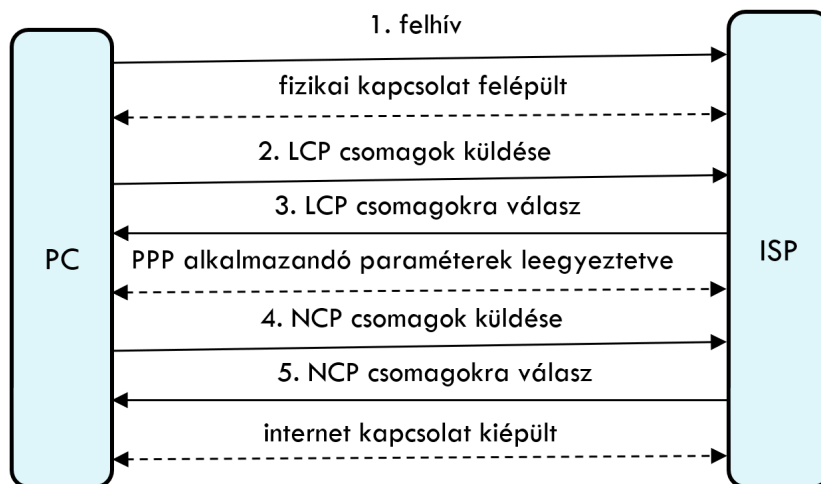 1. felhív
fizikai kapcsolat felépült
2. LCP csomagok küldése
3. LCP csomagokra válasz
PC
PPP alkalmazandó paraméterek leegyeztetve
ISP
4. NCP csomagok küldése
5. NCP csomagokra válasz
internet kapcsolat kiépült